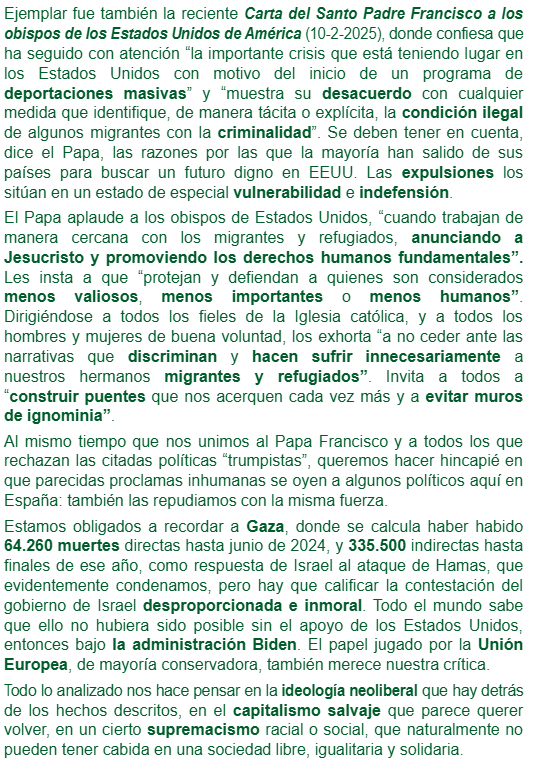 Ejemplar fue también la reciente Carta del Santo Padre Francisco a los
obispos de los Estados Unidos de América (10-2-2025), donde confiesa que
ha seguido con atención “la importante crisis que está teniendo lugar en
los Estados Unidos con motivo del inicio de un programa de
deportaciones masivas” y “muestra su desacuerdo con cualquier
medida que identifique, de manera tácita o explícita, la condición ilegal
de algunos migrantes con la criminalidad”. Se deben tener en cuenta,
dice el Papa, las razones por las que la mayoría han salido de sus
países para buscar un futuro digno en EEUU. Las expulsiones los
sitúan en un estado de especial vulnerabilidad e indefensión.
El Papa aplaude a los obispos de Estados Unidos, “cuando trabajan de
manera cercana con los migrantes y refugiados, anunciando a
Jesucristo y promoviendo los derechos humanos fundamentales”.
Les insta a que “protejan y defiendan a quienes son considerados
menos valiosos, menos importantes o menos humanos”.
Dirigiéndose a todos los fieles de la Iglesia católica, y a todos los
hombres y mujeres de buena voluntad, los exhorta “a no ceder ante las
narrativas que discriminan y hacen sufrir innecesariamente a
nuestros hermanos migrantes y refugiados”. Invita a todos a
“construir puentes que nos acerquen cada vez más y a evitar muros
de ignominia”.
Al mismo tiempo que nos unimos al Papa Francisco y a todos los que
rechazan las citadas políticas “trumpistas”, queremos hacer hincapié en
que parecidas proclamas inhumanas se oyen a algunos políticos aquí en
España: también las repudiamos con la misma fuerza.
Estamos obligados a recordar a Gaza, donde se calcula haber habido
64.260 muertes directas hasta junio de 2024, y 335.500 indirectas hasta
finales de ese año, como respuesta de Israel al ataque de Hamas, que
evidentemente condenamos, pero hay que calificar la contestación del
gobierno de Israel desproporcionada e inmoral. Todo el mundo sabe
que ello no hubiera sido posible sin el apoyo de los Estados Unidos,
entonces bajo la administración Biden. El papel jugado por la Unión
Europea, de mayoría conservadora, también merece nuestra crítica.
Todo lo analizado nos hace pensar en la ideología neoliberal que hay detrás
de los hechos descritos, en el capitalismo salvaje que parece querer
volver, en un cierto supremacismo racial o social, que naturalmente no
pueden tener cabida en una sociedad libre, igualitaria y solidaria.